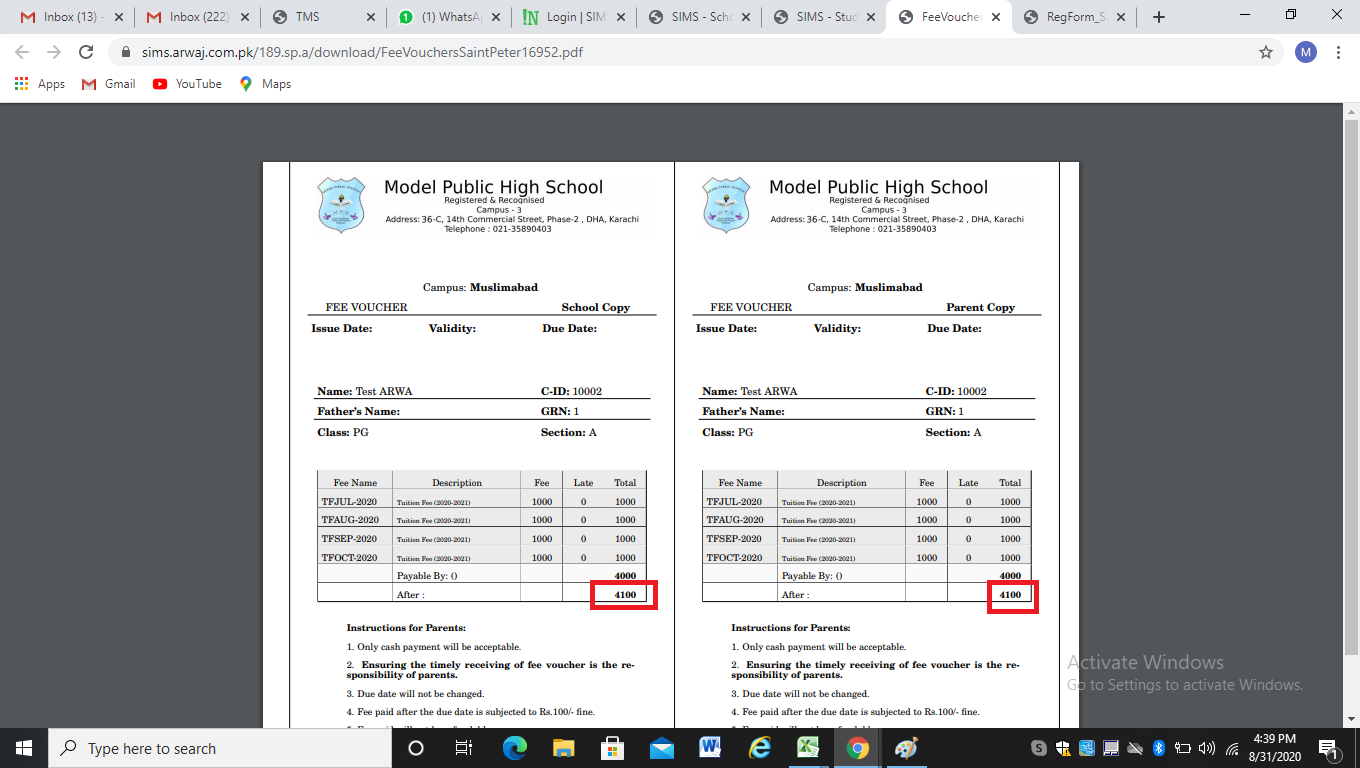 Inbox (13) -
Inbox (222)
TMS
(1) WhatsA
Login | SIM
SIMS - Scho
SIMS - Stud
FeeVoucher
RegForm_S
sims.arwaj.com.pk/189.sp.a/download/FeeVouchersSaintPeter16952.pdf
M
Apps
Gmail
YouTube
Maps
Model Public High School
Registered & Recognised
Campus - 3
Address: 36-C, 14th Commercial Street, Phase-2 , DHA, Karachi
Telephone : 021-35890403
Campus: Muslimabad
FEE VOUCHER School Copy
Issue Date: Validity: Due Date:
Name: Test ARWA C-ID: 10002
Father's Name: GRN: 1
Class: PG Section: A
Fee Name Description Fee Late Total
TFJUL-2020 Tuition Fee (2020-2021) 1000 0 1000
TFAUG-2020 Tuition Fee (2020-2021) 1000 0 1000
TFSEP-2020 Tuition Fee (2020-2021) 1000 0 1000
TFOCT-2020 Tuition Fee (2020-2021) 1000 0 1000
Payable By: () 4000
After : 4100
Instructions for Parents:
1. Only cash payment will be acceptable.
2. Ensuring the timely receiving of fee voucher is the re-
sponsibility of parents.
3. Due date will not be changed.
4. Fee paid after the due date is subjected to Rs.100/- fine.
Model Public High School
Registered & Recognised
Campus - 3
Address: 36-C, 14th Commercial Street, Phase-2 , DHA, Karachi
Telephone : 021-35890403
Campus: Muslimabad
FEE VOUCHER Parent Copy
Issue Date: Validity: Due Date:
Name: Test ARWA C-ID: 10002
Father's Name: GRN: 1
Class: PG Section: A
Fee Name Description Fee Late Total
TFJUL-2020 Tuition Fee (2020-2021) 1000 0 1000
TFAUG-2020 Tuition Fee (2020-2021) 1000 0 1000
TFSEP-2020 Tuition Fee (2020-2021) 1000 0 1000
TFOCT-2020 Tuition Fee (2020-2021) 1000 0 1000
Payable By: () 4000
After : 4100
Instructions for Parents:
1. Only cash payment will be acceptable.
2. Ensuring the timely receiving of fee voucher is the re-
sponsibility of parents.
3. Due date will not be changed.
4. Fee paid after the due date is subjected to Rs.100/- fine.
Activate Windows
Go to Settings to activate Windows.
Type here to search
4:39 PM
8/31/2020
1